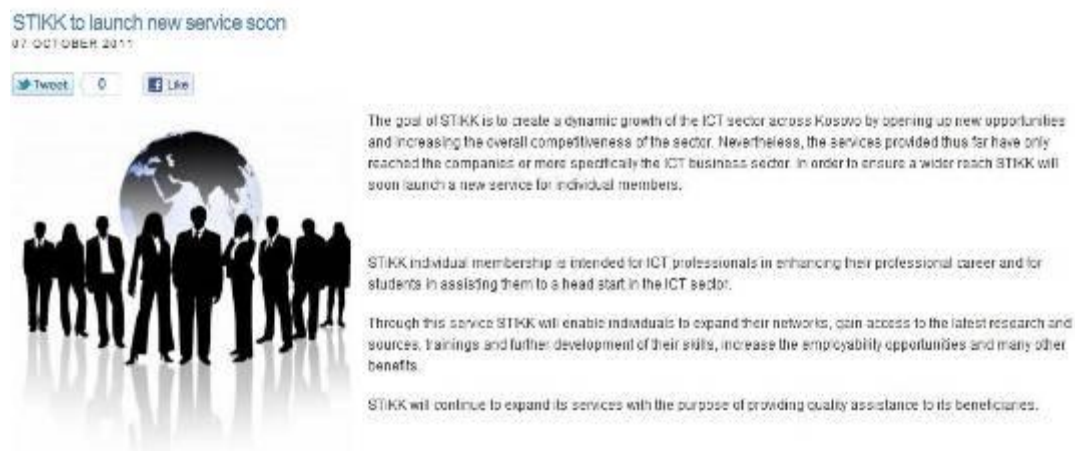 STIKK to launch new service soon
07 OCTOBER 2011
Tweet 0 Like
The goal of STIKK is to create a dynamic growth of the ICT sector across Kosovo by opening up new opportunities
and increasing the overall competitiveness of the sector. Nevertheless, the services provided thus far have only
reached the companies or more specifically the ICT business sector. In order to ensure a wider reach STIKK will
soon launch a new service for individual members.
STIKK individual membership is intended for ICT professionals in enhancing their professional career and for
students in assisting them to a head start in the ICT sector.
Through this service STIKK will enable individuals to expand their networks, gain access to the latest research and
sources, trainings and further development of their skills, increase the employability opportunities and many other
benefits.
STIKK will continue to expand its services with the purpose of providing quality assistance to its beneficiaries.